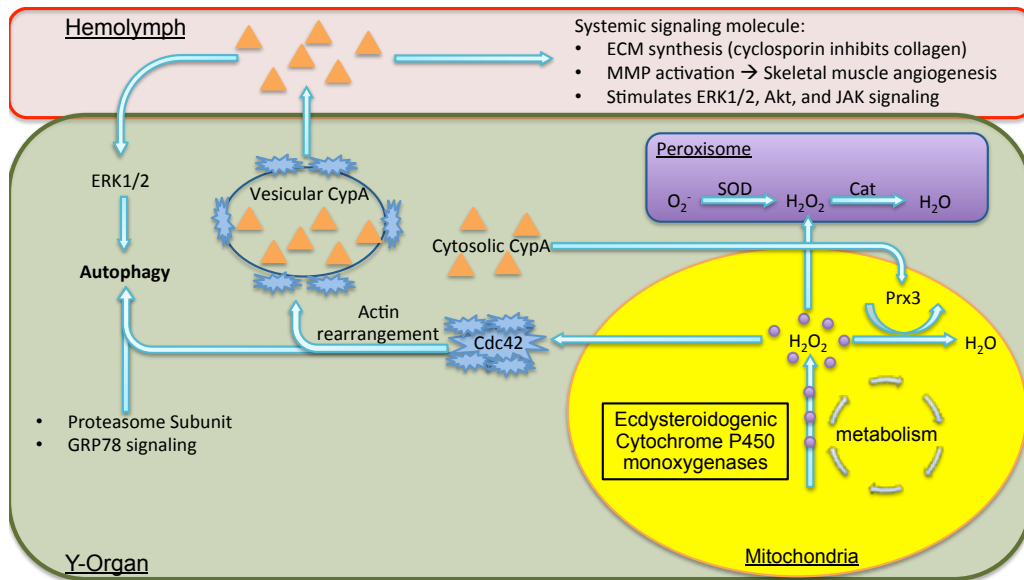 Hemolymph
Systemic signaling molecule:
• ECM synthesis (cyclosporin inhibits collagen)
• MMP activation → Skeletal muscle angiogenesis
• Stimulates ERK1/2, Akt, and JAK signaling
Peroxisome
O₂⁻ SOD H₂O₂ Cat H₂O
ERK1/2
Vesicular CypA
Cytosolic CypA
Autophagy
Actin
rearrangement
Cdc42
Prx3
H₂O₂
H₂O
Ecdysteroidogenic
Cytochrome P450
monoxygenases
metabolism
• Proteasome Subunit
• GRP78 signaling
Mitochondria
Y-Organ